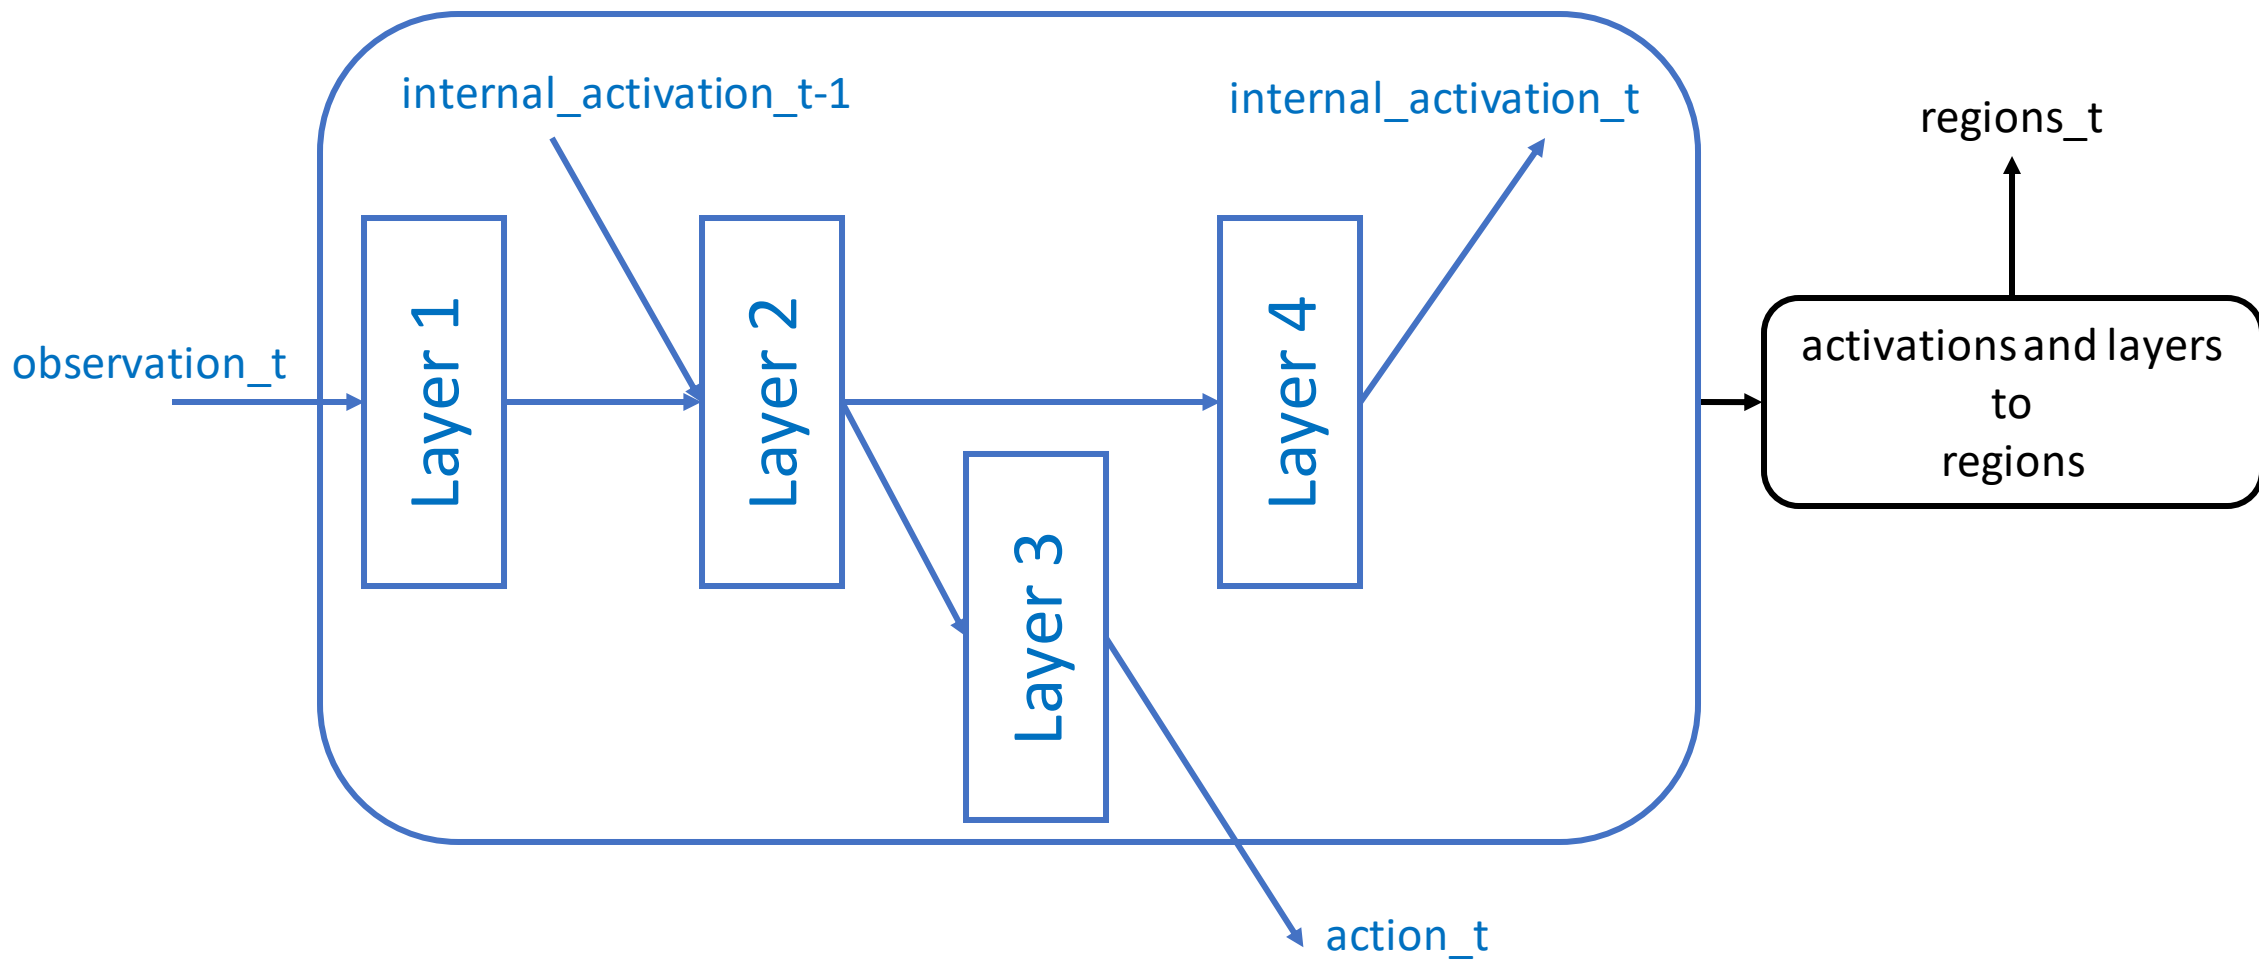 internal_activation_t-1
internal_activation_t
regions_t
observation_t
Layer 1
Layer 2
Layer 3
Layer 4
activations and layers
to
regions
action_t